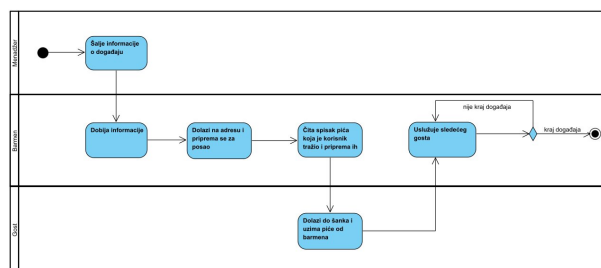 Menadžer
Šalje informacije
o događaju
Barmen
Dobija informacije
Dolazi na adresu i
priprema se za
posao
Čita spisak pića
koja je korisnik
tražio i priprema ih
Uslužuje sledećeg
gosta
nije kraj događaja
kraj događaja
Gost
Dolazi do šanka i
uzima piće od
barmena